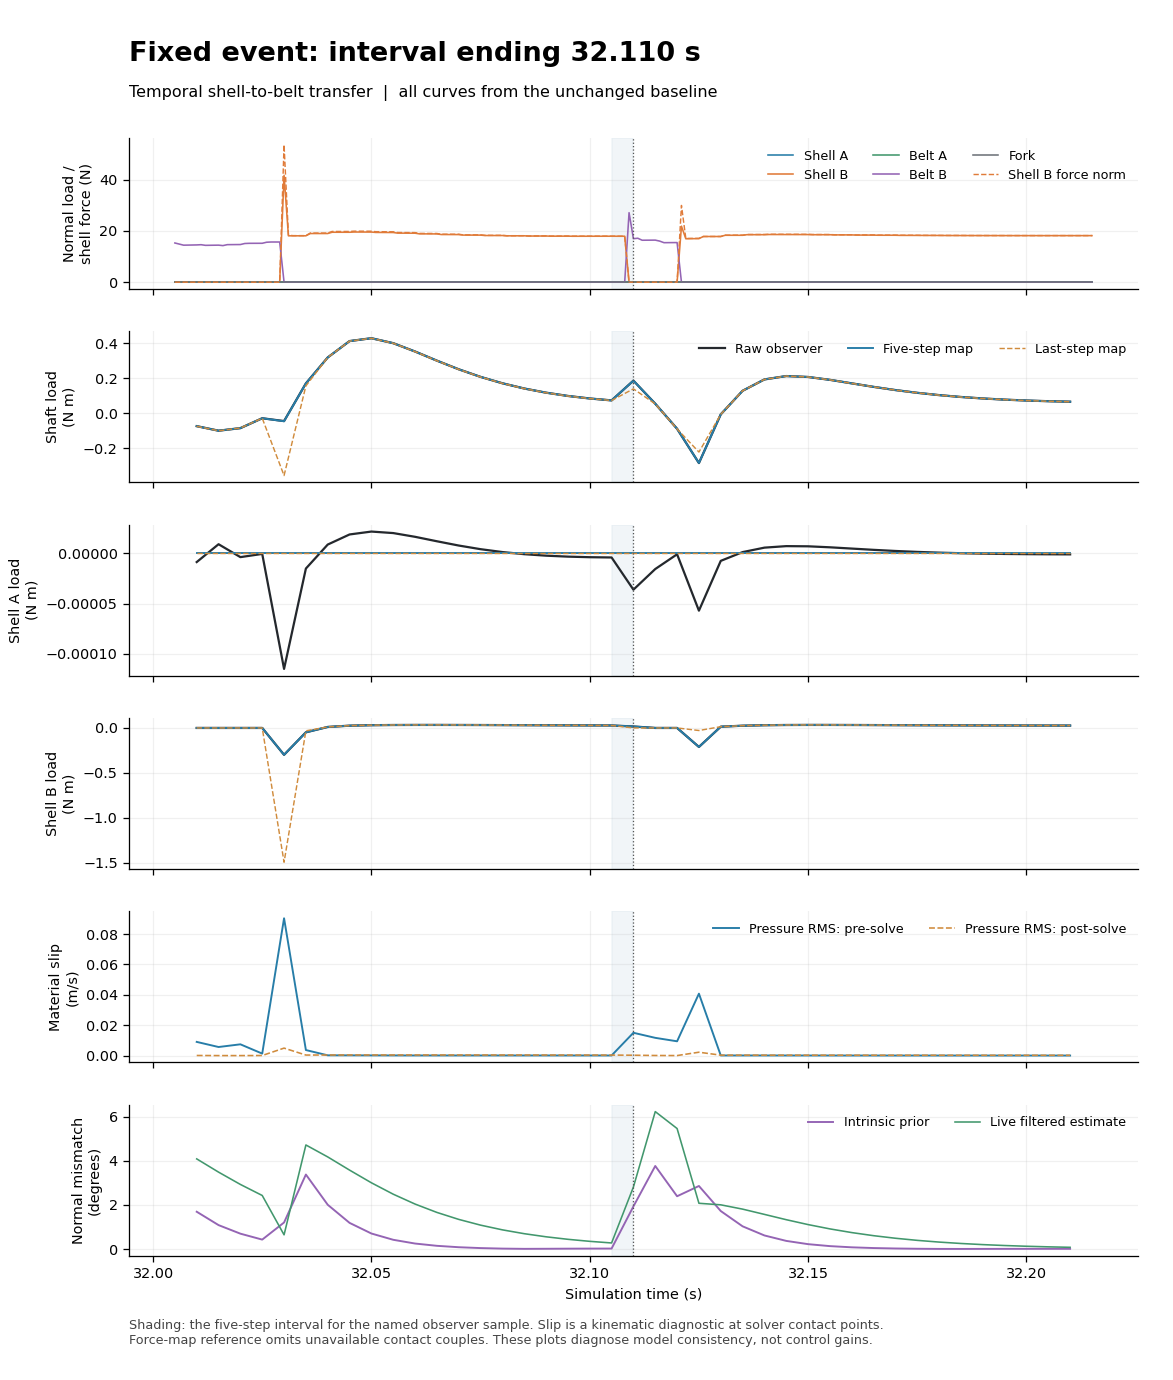 Fixed event: interval ending 32.110 s
Temporal shell-to-belt transfer | all curves from the unchanged baseline
Normal load /
shell force (N)
40
20
0
Shell A
Belt A
Fork
Shell B
Belt B
Shell B force norm
Shaft load
(N m)
0.4
0.2
0.0
−0.2
Raw observer
Five-step map
Last-step map
Shell A load
(N m)
0.00000
−0.00005
−0.00010
Shell B load
(N m)
0.0
−0.5
−1.0
−1.5
Material slip
(m/s)
0.08
0.06
0.04
0.02
0.00
Pressure RMS: pre-solve
Pressure RMS: post-solve
Normal mismatch
(degrees)
6
4
2
0
Intrinsic prior
Live filtered estimate
32.00
32.05
32.10
32.15
32.20
Simulation time (s)
Shading: the five-step interval for the named observer sample. Slip is a kinematic diagnostic at solver contact points.
Force-map reference omits unavailable contact couples. These plots diagnose model consistency, not control gains.